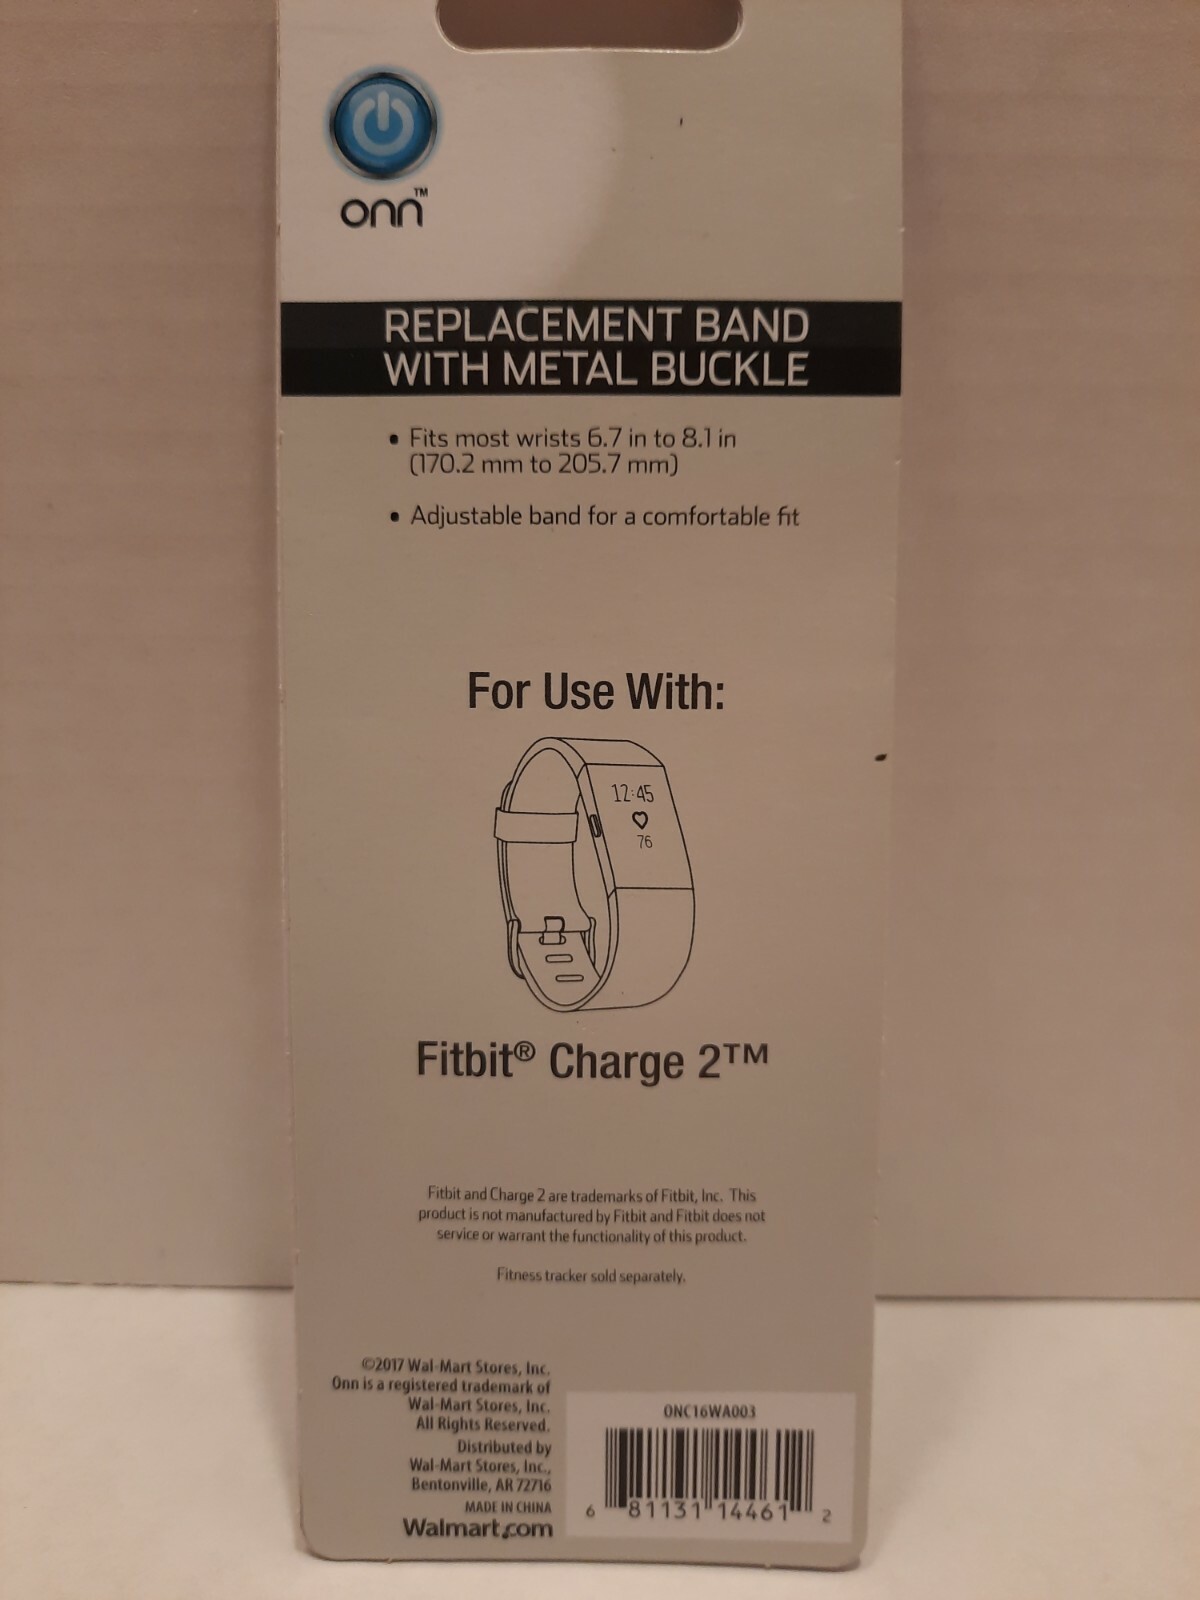 onn™
REPLACEMENT BAND
WITH METAL BUCKLE
• Fits most wrists 6.7 in to 8.1 in
(170.2 mm to 205.7 mm)
• Adjustable band for a comfortable fit
For Use With:
12:45
76
Fitbit® Charge 2™
Fitbit and Charge 2 are trademarks of Fitbit, Inc. This
product is not manufactured by Fitbit and Fitbit does not
service or warrant the functionality of this product.
Fitness tracker sold separately.
©2017 Wal-Mart Stores, Inc.
Onn is a registered trademark of
Wal-Mart Stores, Inc.
All Rights Reserved.
Distributed by
Wal-Mart Stores, Inc.,
Bentonville, AR 72716
MADE IN CHINA
Walmart.com
ONC16WA003
6 81131 14461 2